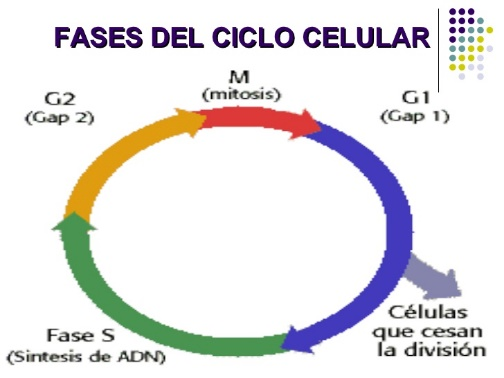 FASES DEL CICLO CELULAR
M
(mitosis)
G2
(Gap 2)
G1
(Gap 1)
Células
que cesan
la división
Fase S
(Sintesis de ADN)